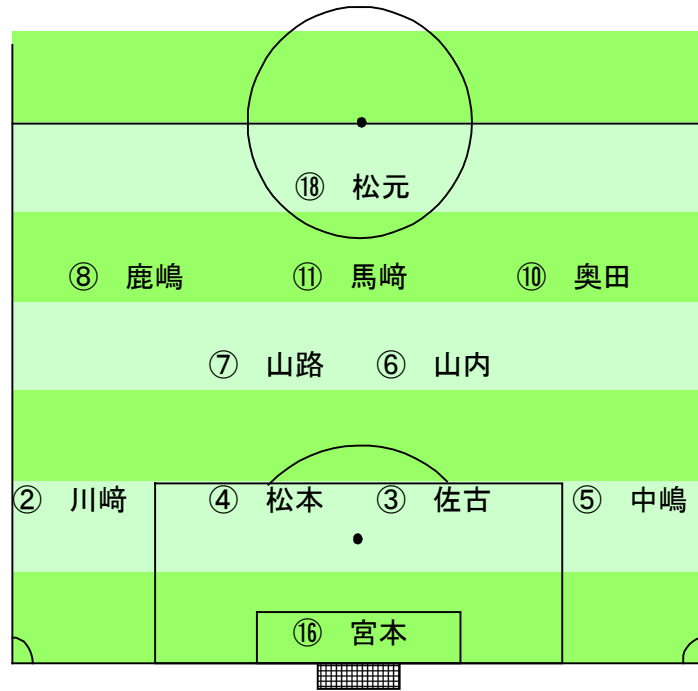 ⑱ 松元
⑧ 鹿嶋 ⑪ 馬﨑 ⑩ 奥田
⑦ 山路 ⑥ 山内
② 川﨑 ④ 松本 ③ 佐古 ⑤ 中嶋
⑯ 宮本